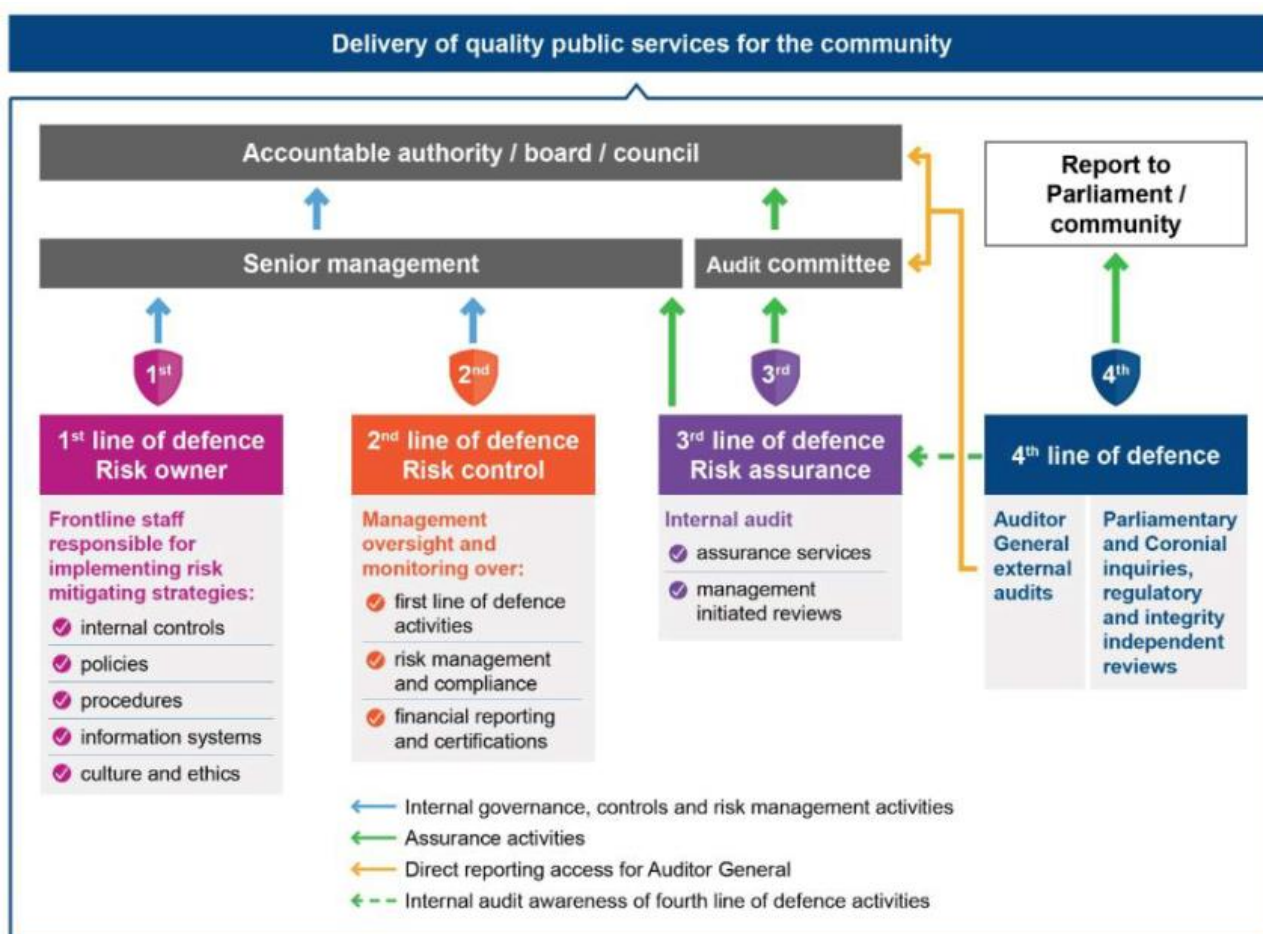 Delivery of quality public services for the community
Accountable authority / board / council
Report to
Parliament /
community
Senior management
Audit committee
1st
2nd
3rd
4th
1st line of defence
Risk owner
Frontline staff
responsible for
implementing risk
mitigating strategies:
internal controls
policies
procedures
information systems
culture and ethics
2nd line of defence
Risk control
Management
oversight and
monitoring over:
first line of defence
activities
risk management
and compliance
financial reporting
and certifications
3rd line of defence
Risk assurance
Internal audit
assurance services
management
initiated reviews
4th line of defence
Auditor
General
external
audits
Parliamentary
and Coronial
inquiries,
regulatory
and integrity
independent
reviews
Internal governance, controls and risk management activities
Assurance activities
Direct reporting access for Auditor General
Internal audit awareness of fourth line of defence activities